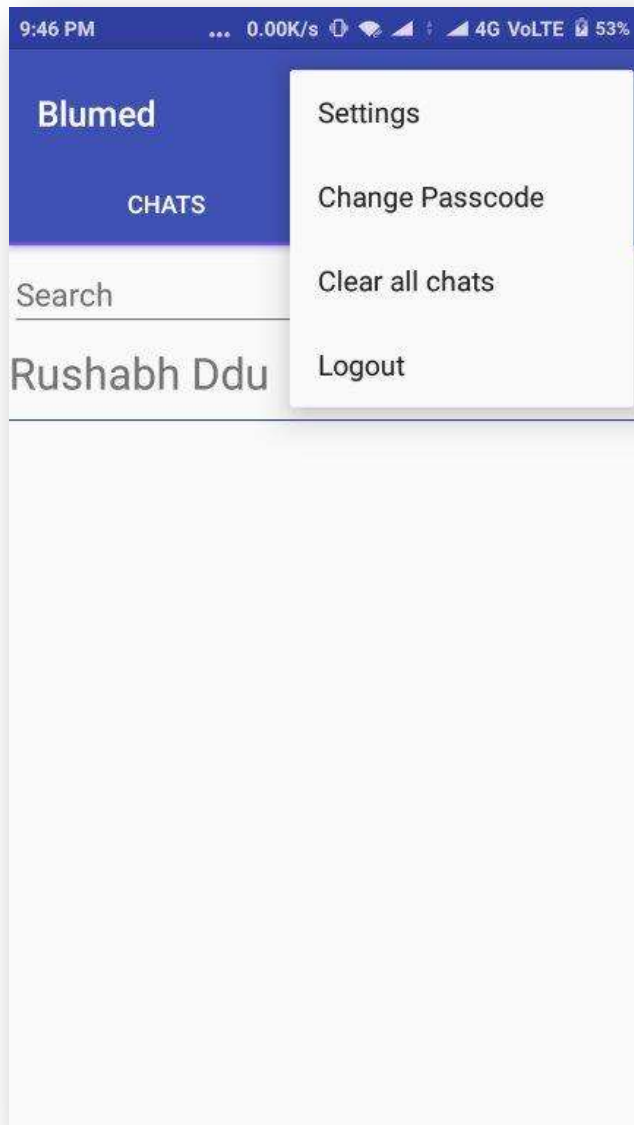 9:46 PM ... 0.00K/s 4G VoLTE 53%
Blumed
CHATS
Search
Rushabh Ddu
Settings
Change Passcode
Clear all chats
Logout